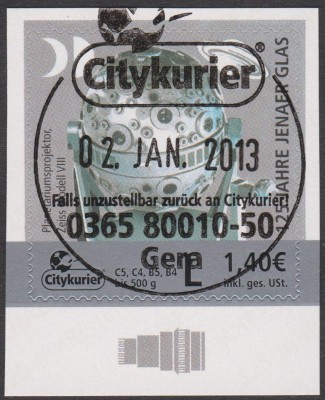 Citykurier®
02. JAN. 2013
Falls unzustellbar zurück an Citykurier!
0365 80010-50
Gera
L
Planetariumsprojektor,
Zeiss Modell VIII
125 JAHRE JENAER GLAS
Citykurier
C5, C4, B5, B4
bis 500 g
1,40€
inkl. ges. USt.